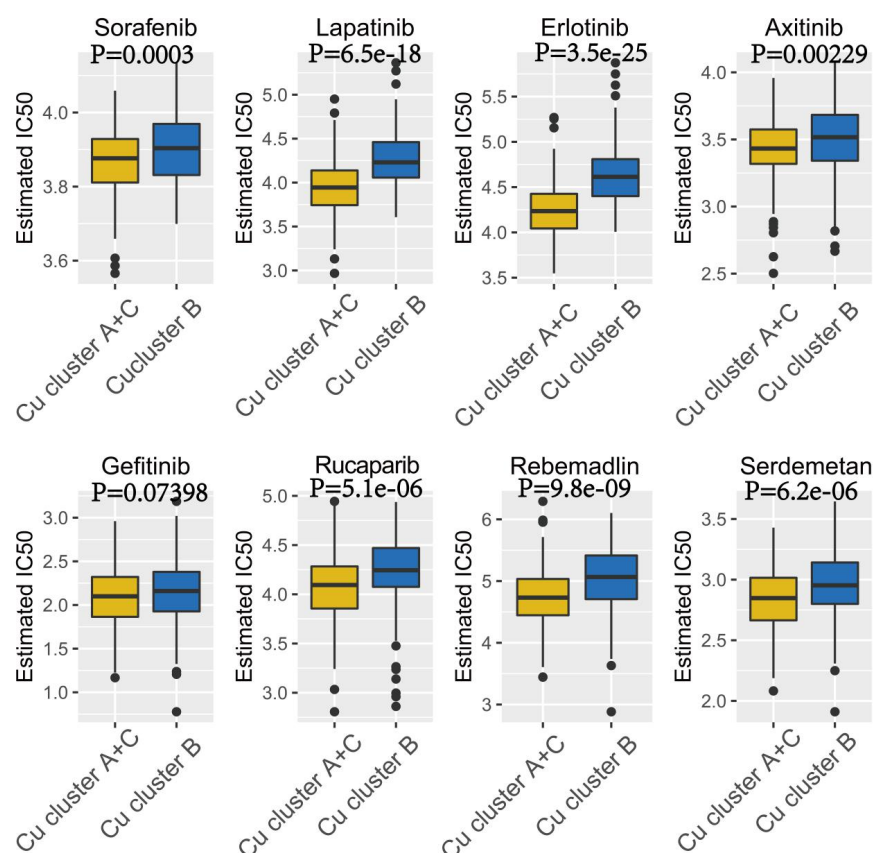 Sorafenib
P=0.0003
Estimated IC50
4.0
3.8
3.6
Cu cluster A+C
Cucluster B
Lapatinib
P=6.5e-18
Estimated IC50
5.0
4.5
4.0
3.5
3.0
Cu cluster A+C
Cu cluster B
Erlotinib
P=3.5e-25
Estimated IC50
5.5
5.0
4.5
4.0
3.5
Cu cluster A+C
Cu cluster B
Axitinib
P=0.00229
Estimated IC50
4.0
3.5
3.0
2.5
Cu cluster A+C
Cu cluster B
Gefitinib
P=0.07398
Estimated IC50
3.0
2.5
2.0
1.5
1.0
Cu cluster A+C
Cu cluster B
Rucaparib
P=5.1e-06
Estimated IC50
5.0
4.5
4.0
3.5
3.0
Cu cluster A+C
Cu cluster B
Rebemadlin
P=9.8e-09
Estimated IC50
6
5
4
3
Cu cluster A+C
Cu cluster B
Serdemetan
P=6.2e-06
Estimated IC50
3.5
3.0
2.5
2.0
Cu cluster A+C
Cu cluster B